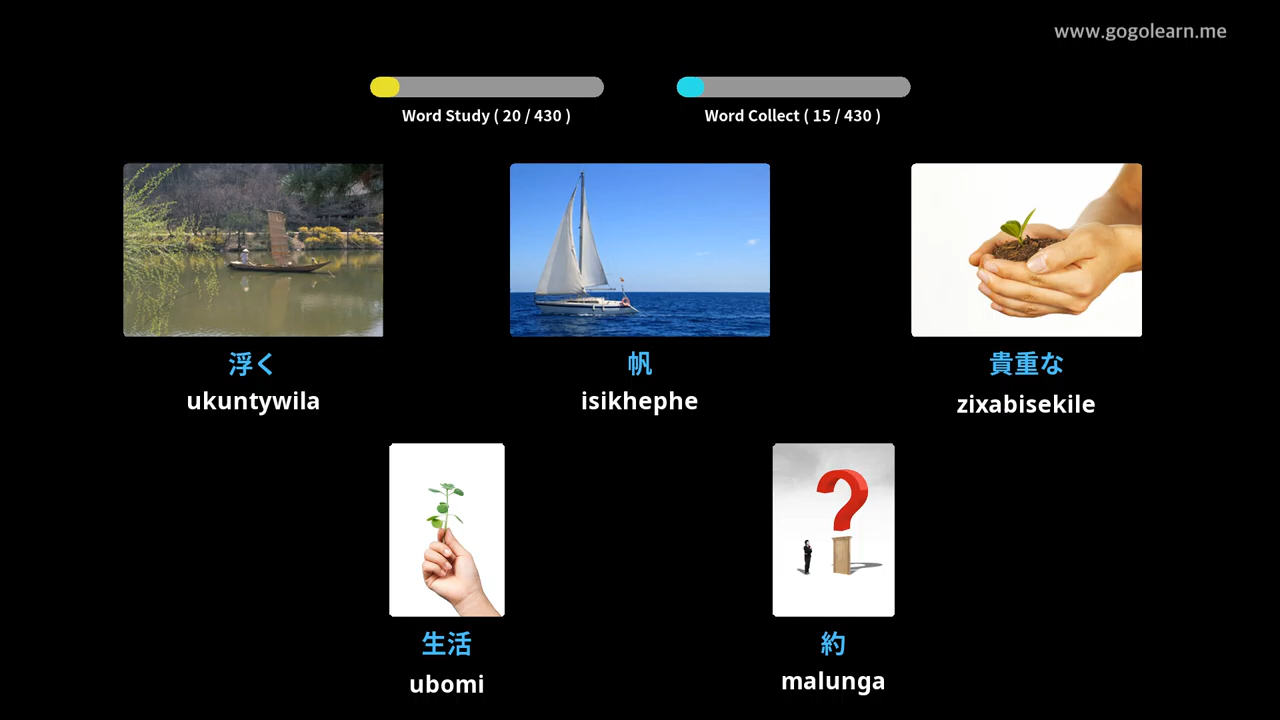 www.gogolearn.me
Word Study ( 20 / 430 )
Word Collect ( 15 / 430 )
浮く
ukuntywila
帆
isikhephe
貴重な
zixabisekile
生活
ubomi
約
malunga